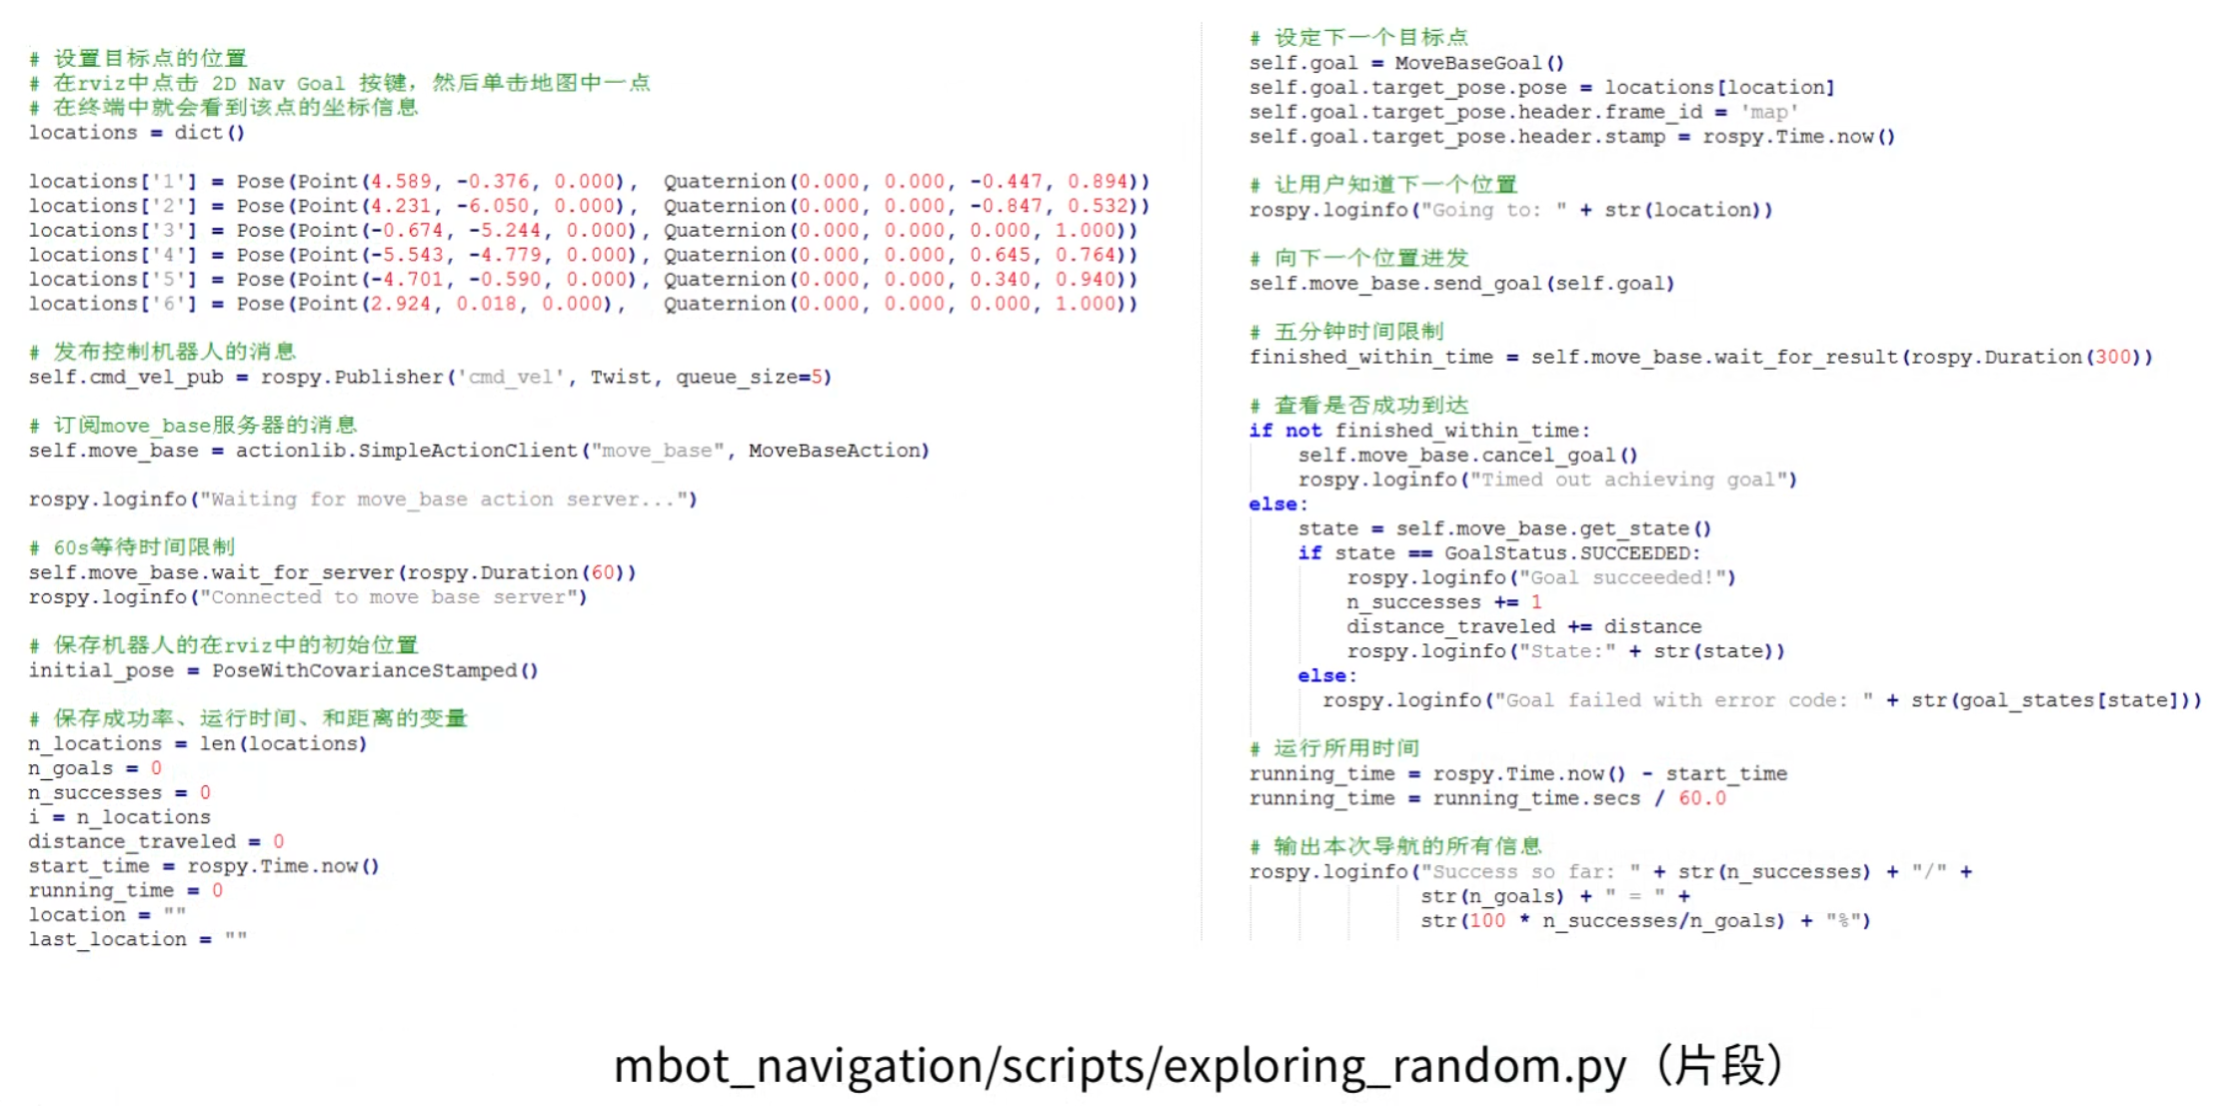 # 设置目标点的位置
# 在rviz中点击 2D Nav Goal 按键，然后单击地图中一点
# 在终端中就会看到该点的坐标信息
locations = dict()
locations['1'] = Pose(Point(4.589, -0.376, 0.000), Quaternion(0.000, 0.000, -0.447, 0.894))
locations['2'] = Pose(Point(4.231, -6.050, 0.000), Quaternion(0.000, 0.000, -0.847, 0.532))
locations['3'] = Pose(Point(-0.674, -5.244, 0.000), Quaternion(0.000, 0.000, 0.000, 1.000))
locations['4'] = Pose(Point(-5.543, -4.779, 0.000), Quaternion(0.000, 0.000, 0.645, 0.764))
locations['5'] = Pose(Point(-4.701, -0.590, 0.000), Quaternion(0.000, 0.000, 0.340, 0.940))
locations['6'] = Pose(Point(2.924, 0.018, 0.000), Quaternion(0.000, 0.000, 0.000, 1.000))
# 发布控制机器人的消息
self.cmd_vel_pub = rospy.Publisher('cmd_vel', Twist, queue_size=5)
# 订阅move_base服务器的消息
self.move_base = actionlib.SimpleActionClient("move_base", MoveBaseAction)
rospy.loginfo("Waiting for move_base action server...")
# 60s等待时间限制
self.move_base.wait_for_server(rospy.Duration(60))
rospy.loginfo("Connected to move base server")
# 保存机器人的在rviz中的初始位置
initial_pose = PoseWithCovarianceStamped()
# 保存成功率、运行时间、和距离的变量
n_locations = len(locations)
n_goals = 0
n_successes = 0
i = n_locations
distance_traveled = 0
start_time = rospy.Time.now()
running_time = 0
location = ""
last_location = ""
# 设定下一个目标点
self.goal = MoveBaseGoal()
self.goal.target_pose.pose = locations[location]
self.goal.target_pose.header.frame_id = 'map'
self.goal.target_pose.header.stamp = rospy.Time.now()
# 让用户知道下一个位置
rospy.loginfo("Going to: " + str(location))
# 向下一个位置进发
self.move_base.send_goal(self.goal)
# 五分钟时间限制
finished_within_time = self.move_base.wait_for_result(rospy.Duration(300))
# 查看是否成功到达
if not finished_within_time:
self.move_base.cancel_goal()
rospy.loginfo("Timed out achieving goal")
else:
state = self.move_base.get_state()
if state == GoalStatus.SUCCEEDED:
rospy.loginfo("Goal succeeded!")
n_successes += 1
distance_traveled += distance
rospy.loginfo("State:" + str(state))
else:
rospy.loginfo("Goal failed with error code: " + str(goal_states[state]))
# 运行所用时间
running_time = rospy.Time.now() - start_time
running_time = running_time.secs / 60.0
# 输出本次导航的所有信息
rospy.loginfo("Success so far: " + str(n_successes) + "/" +
str(n_goals) + " = " +
str(100 * n_successes/n_goals) + "%")
mbot_navigation/scripts/exploring_random.py（片段）